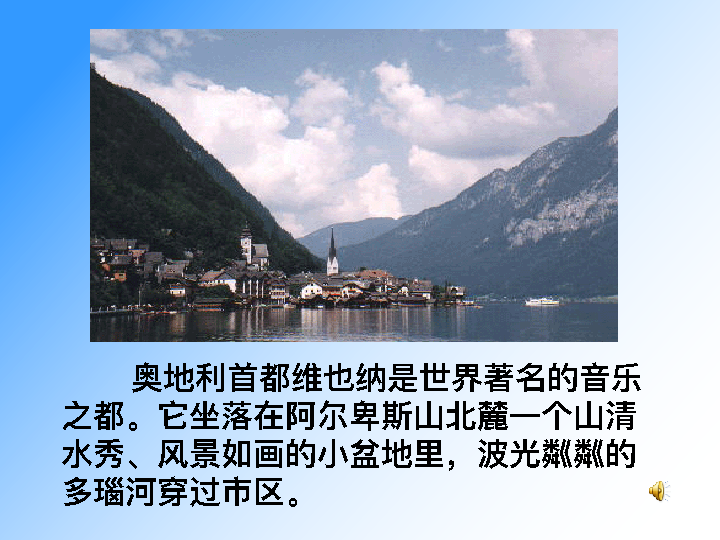 奥地利首都维也纳是世界著名的音乐
之都。它坐落在阿尔卑斯山北麓一个山清
水秀、风景如画的小盆地里，波光粼粼的
多瑙河穿过市区。